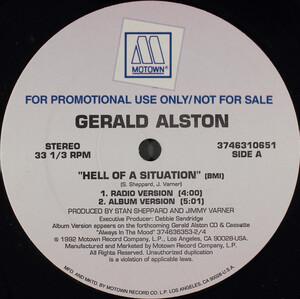 MOTOWN®
FOR PROMOTIONAL USE ONLY/NOT FOR SALE
GERALD ALSTON
STEREO
33 1/3 RPM
3746310651
SIDE A
"HELL OF A SITUATION" (BMI)
(S. Sheppard, J. Varner)
1. RADIO VERSION (4:00)
2. ALBUM VERSION (5:01)
PRODUCED BY STAN SHEPPARD AND JIMMY VARNER
Executive Producer: Debbie Sandridge
Album Version appears on the forthcoming Gerald Alston CD & Cassette
"Always In The Mood" 374636353-2/4
© 1992 Motown Record Company, L.P., Los Angeles, CA 90028-USA.
Manufactured and Marketed by Motown Record Company, L.P.
All Rights Reserved. Unauthorized duplication
is a violation of applicable laws.
MFG. AND MKTD. BY MOTOWN RECORD CO. L.P. LOS ANGELES, CA 90028 U.S.A.